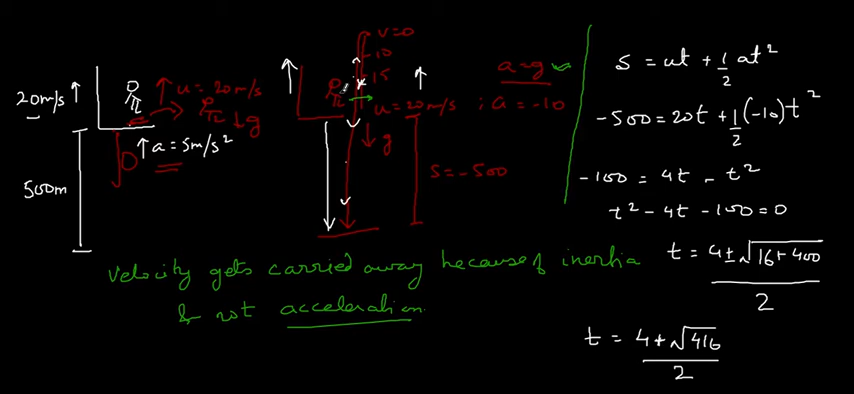 20m/s ↑
↑ u = 20m/s
↓g
↑ a = 5m/s²
500m
v=0
10
15
a=g
u = 20m/s ; a = -10
↓ g
s = -500
s = ut + 1/2 at²
-500 = 20t + 1/2 (-10) t²
-100 = 4t - t²
t² - 4t - 100 = 0
t = 4 ± √16+400 / 2
t = 4 + √416 / 2
Velocity gets carried away because of inertia
& not acceleration.